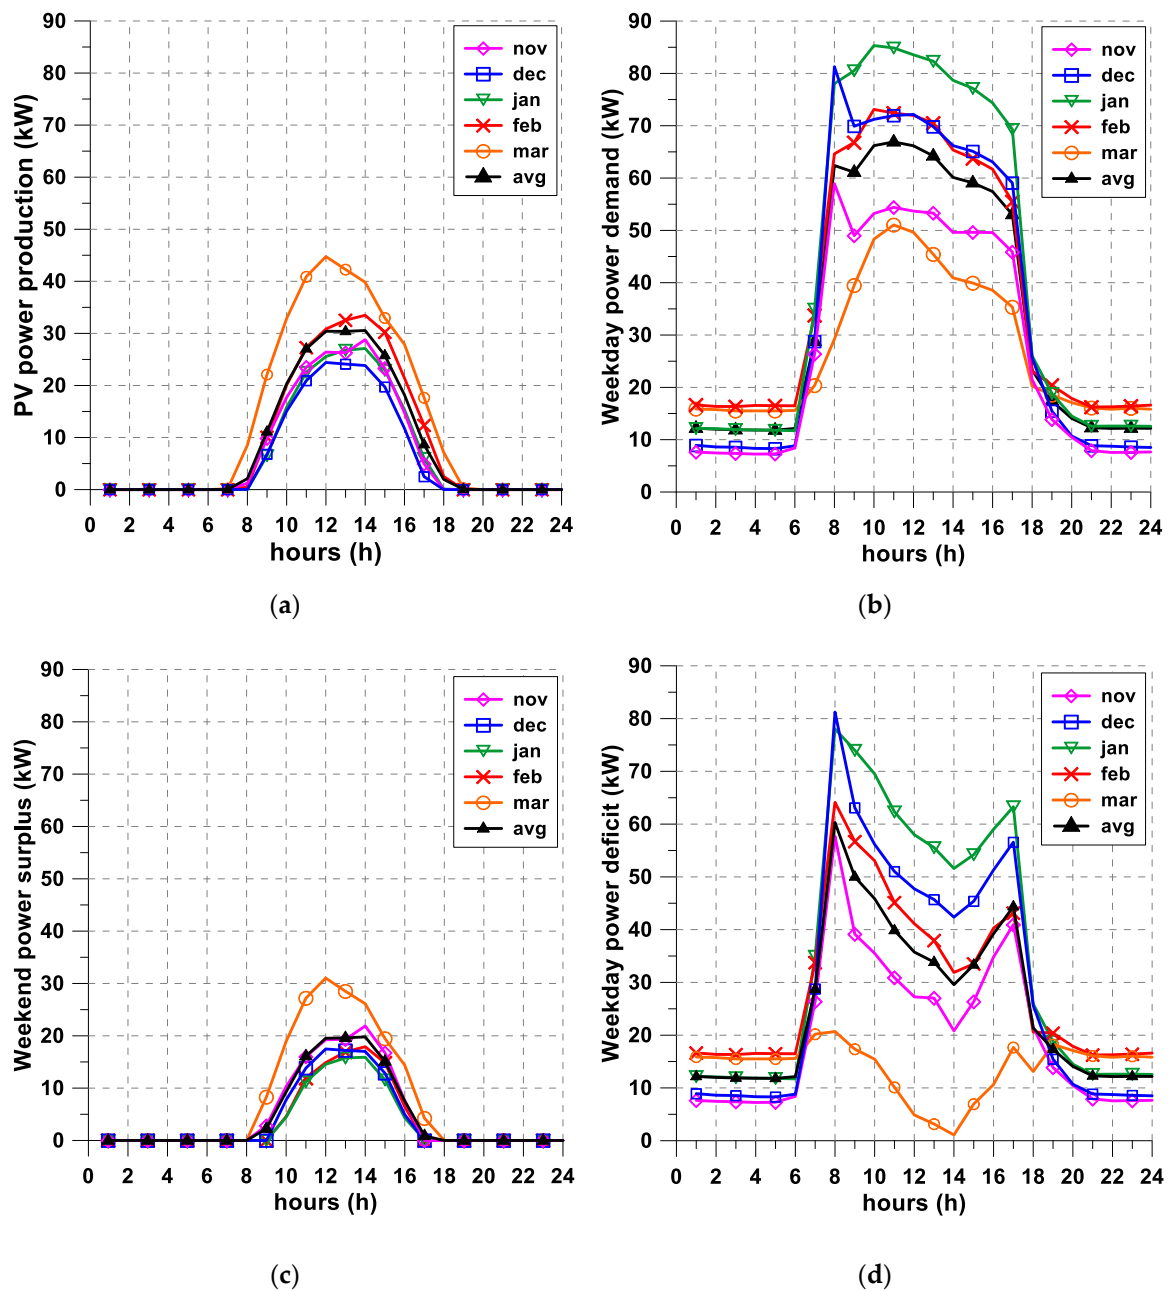 90
80
70
60
50
40
30
20
10
0
PV power production (kW)
nov
dec
jan
feb
mar
avg
0 2 4 6 8 10 12 14 16 18 20 21 24
hours (h)
(a)
90
80
70
60
50
40
30
20
10
0
Weekday power demand (kW)
nov
dec
jan
feb
mar
avg
0 2 4 6 8 10 12 14 16 18 20 22 24
hours (h)
(b)
90
80
70
60
50
40
30
20
10
0
Weekend power surplus (kW)
nov
dec
jan
feb
mar
avg
0 2 4 6 8 10 12 14 16 18 20 22 24
hours (h)
(c)
90
80
70
60
50
40
30
20
10
0
Weekday power deficit (kW)
nov
dec
jan
feb
mar
avg
0 2 4 6 8 10 12 14 16 18 20 22 24
hours (h)
(d)